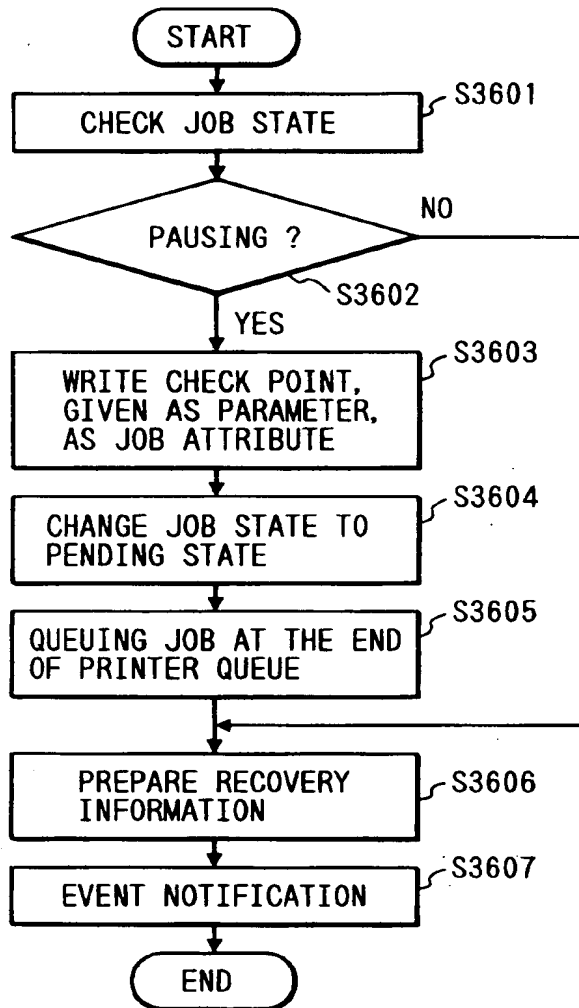 START
S3601
CHECK JOB STATE
NO
PAUSING ?
S3602
YES
S3603
WRITE CHECK POINT,
GIVEN AS PARAMETER,
AS JOB ATTRIBUTE
S3604
CHANGE JOB STATE TO
PENDING STATE
S3605
QUEUING JOB AT THE END
OF PRINTER QUEUE
PREPARE RECOVERY
INFORMATION
S3606
S3607
EVENT NOTIFICATION
END